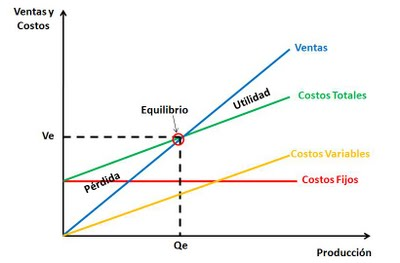 Ventas y
Costos
Ventas
Costos Totales
Utilidad
Equilibrio
Ve
Costos Variables
Pérdida
Costos Fijos
Qe
Producción